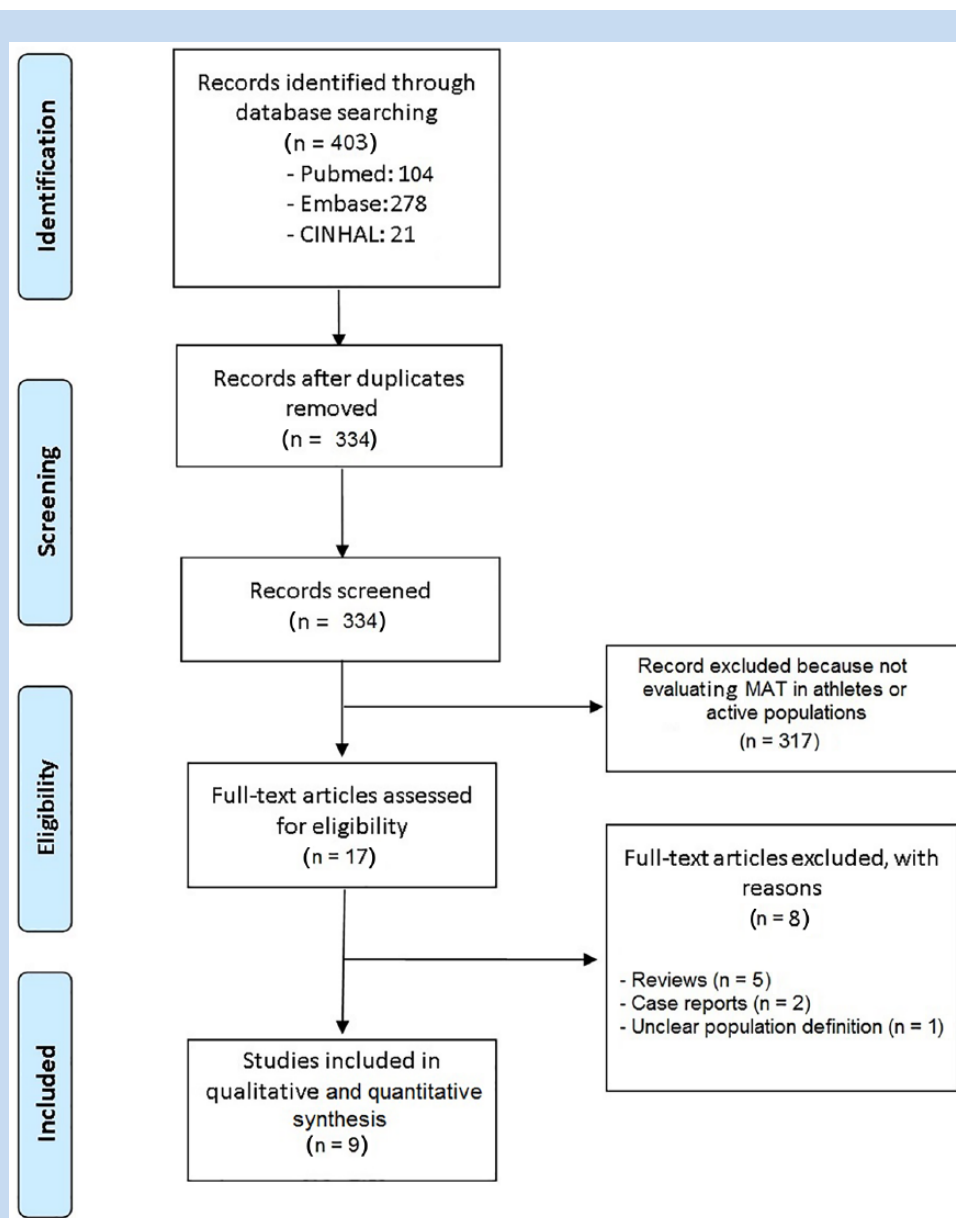 Identification
Records identified through
database searching
(n = 403)
- Pubmed: 104
- Embase:278
- CINHAL: 21
Screening
Records after duplicates
removed
(n = 334)
Records screened
(n = 334)
Record excluded because not
evaluating MAT in athletes or
active populations
(n = 317)
Eligibility
Full-text articles assessed
for eligibility
(n = 17)
Full-text articles excluded, with
reasons
(n = 8)
- Reviews (n = 5)
- Case reports (n = 2)
- Unclear population definition (n = 1)
Included
Studies included in
qualitative and quantitative
synthesis
(n = 9)